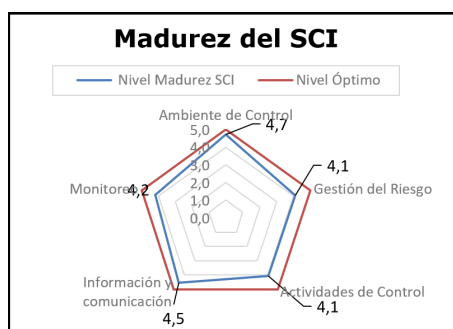 Madurez del SCI
Nivel Madurez SCI
Nivel Óptimo
Ambiente de Control
5,0
4,7
4,0
3,0
2,0
1,0
0,0
4,1
Gestión del Riesgo
Monitoreo
4,2
Información y
comunicación
4,5
Actividades de Control
4,1